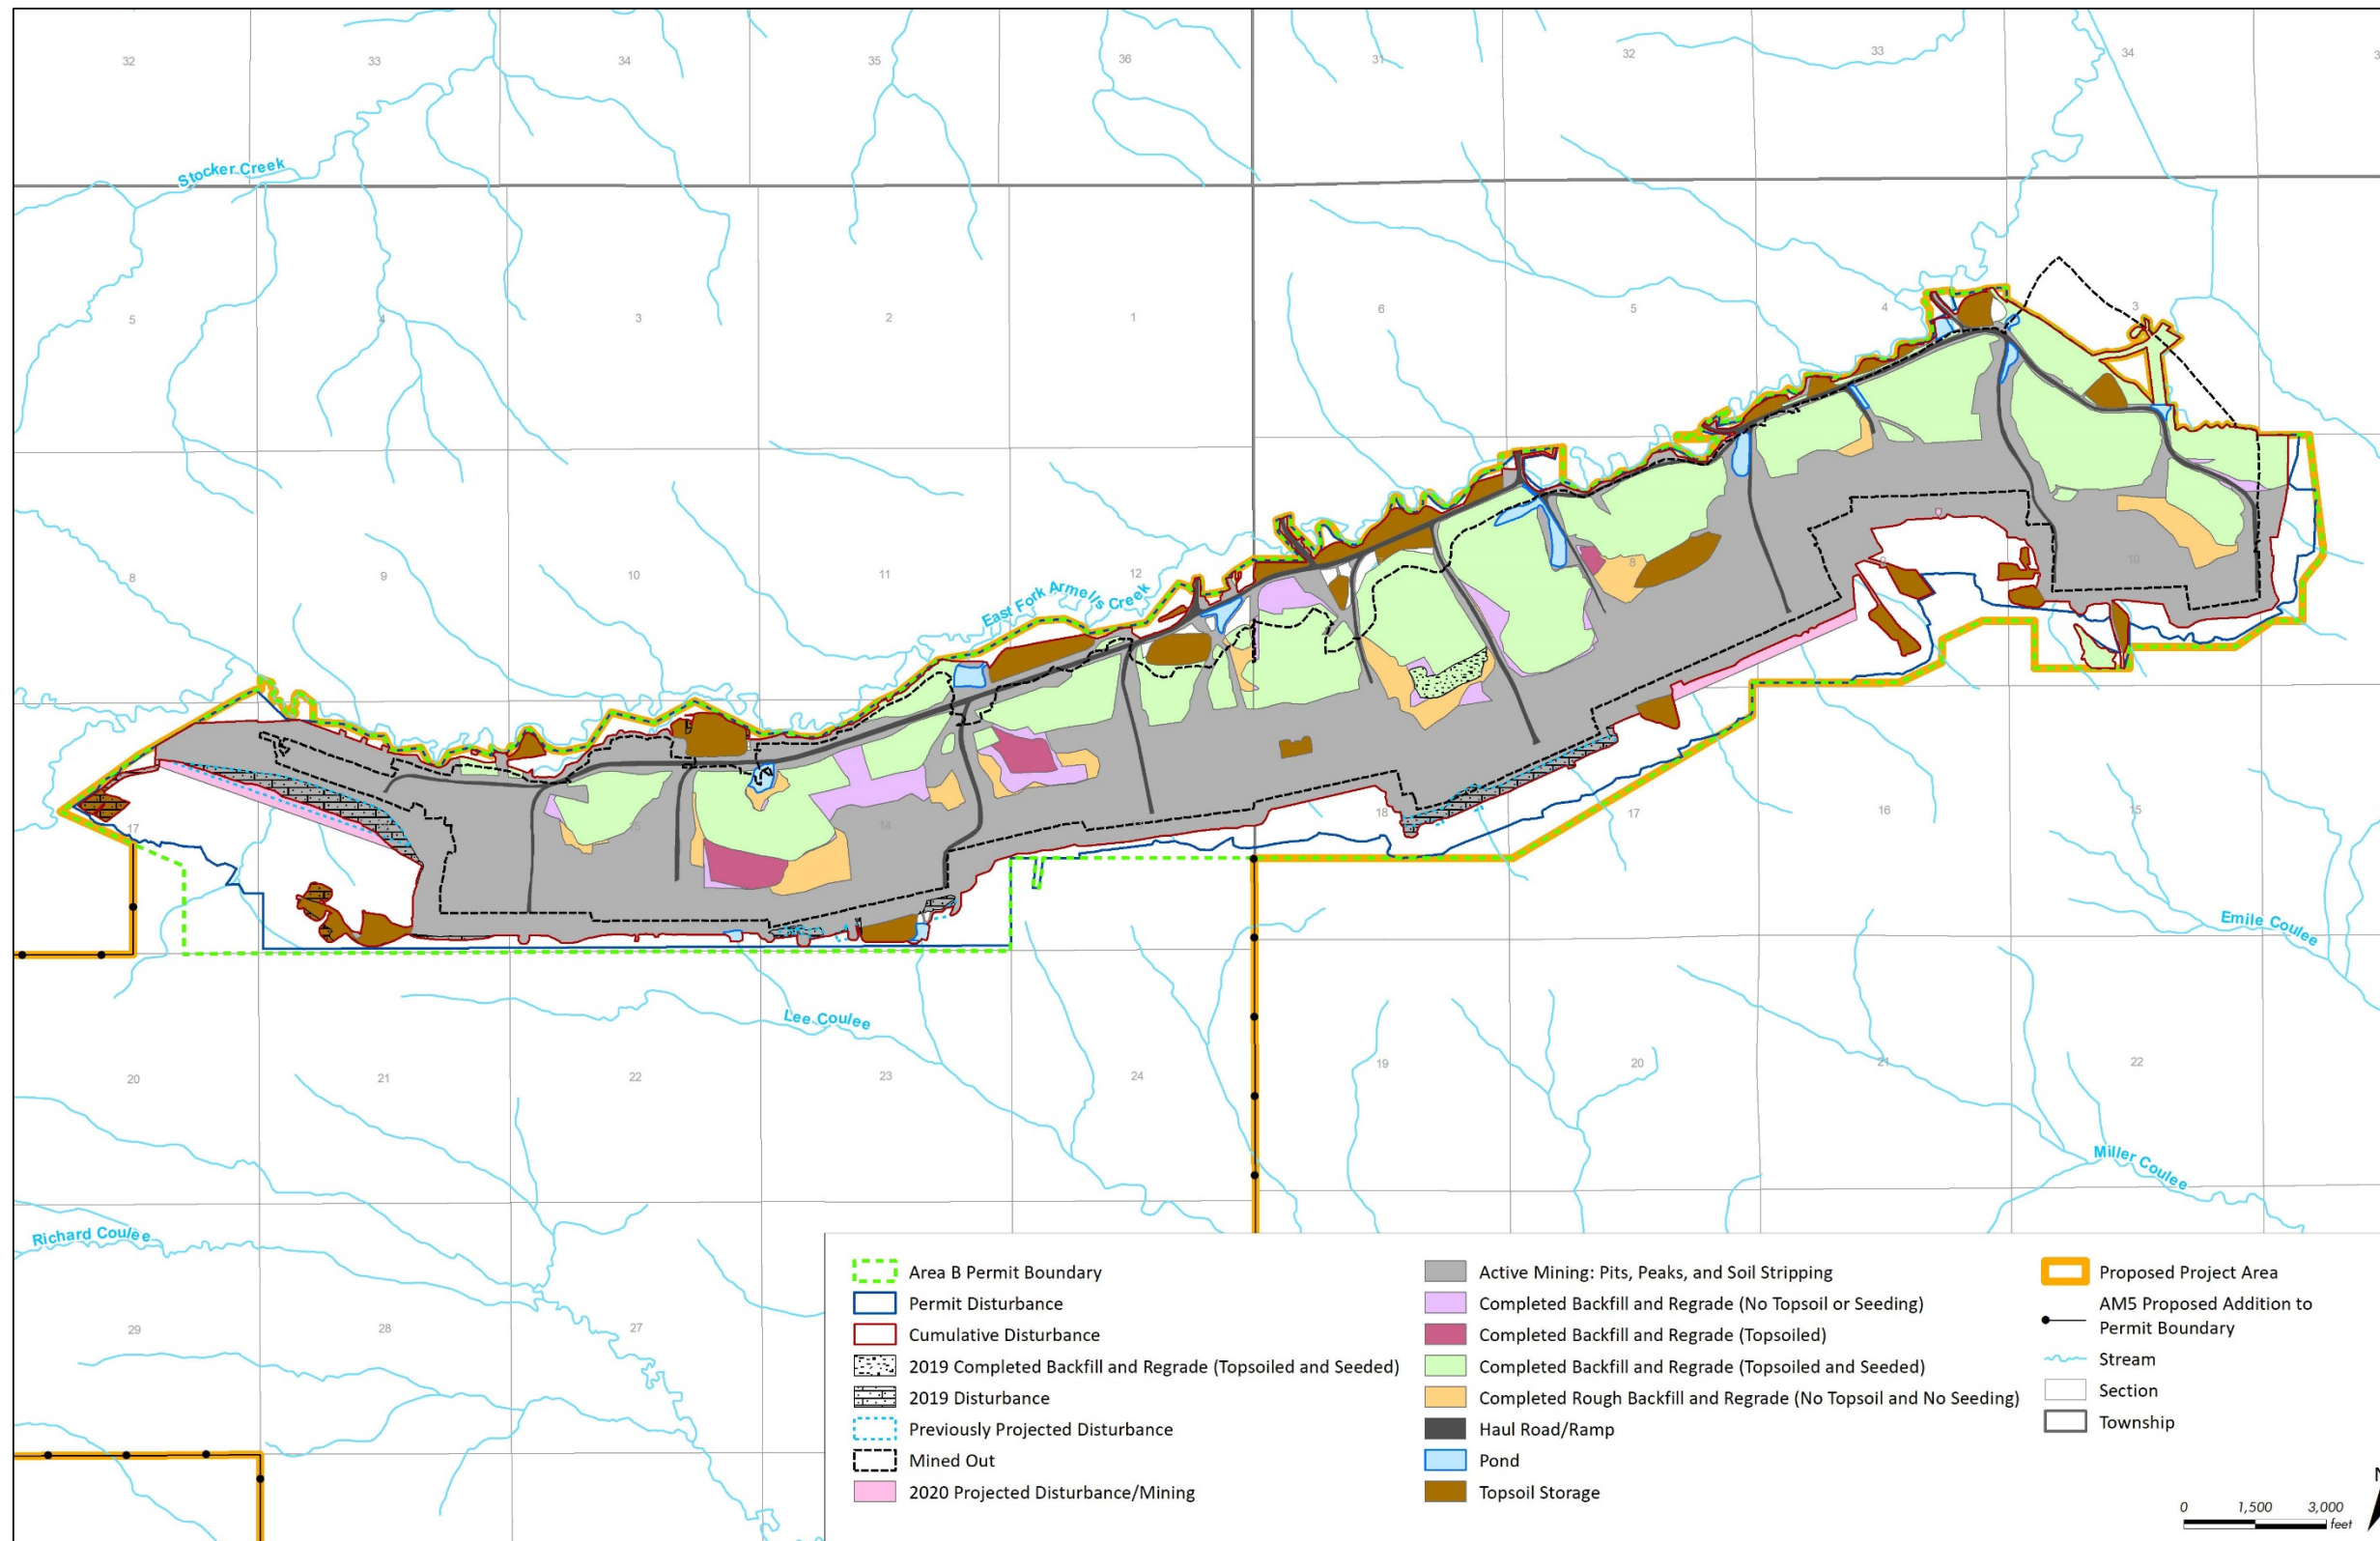 32
33
34
35
36
31
32
33
34
3
Stocker Creek
5
4
3
2
1
6
5
4
3
8
9
10
11
12
8
9
10
East Fork Armells Creek
17
15
14
18
17
16
15
Emile Coulee
Lee Coulee
20
21
22
23
24
19
20
21
22
Miller Coulee
Richard Coulee
29
28
27
Area B Permit Boundary
Permit Disturbance
Cumulative Disturbance
2019 Completed Backfill and Regrade (Topsoiled and Seeded)
2019 Disturbance
Previously Projected Disturbance
Mined Out
2020 Projected Disturbance/Mining
Active Mining: Pits, Peaks, and Soil Stripping
Completed Backfill and Regrade (No Topsoil or Seeding)
Completed Backfill and Regrade (Topsoiled)
Completed Backfill and Regrade (Topsoiled and Seeded)
Completed Rough Backfill and Regrade (No Topsoil and No Seeding)
Haul Road/Ramp
Pond
Topsoil Storage
Proposed Project Area
AM5 Proposed Addition to
Permit Boundary
Stream
Section
Township
N
0 1,500 3,000
feet